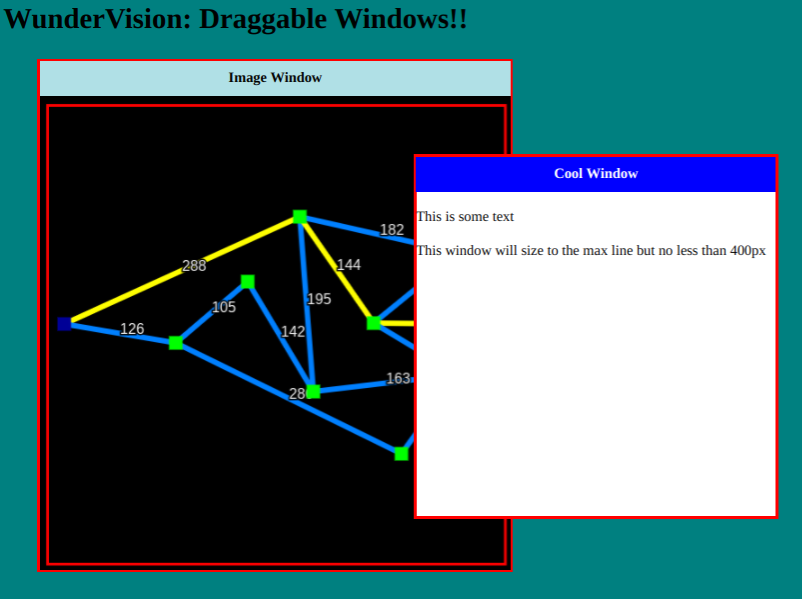 WunderVision: Draggable Windows!!
Image Window
Cool Window
This is some text
This window will size to the max line but no less than 400px
182
288
144
195
105
126
142
163